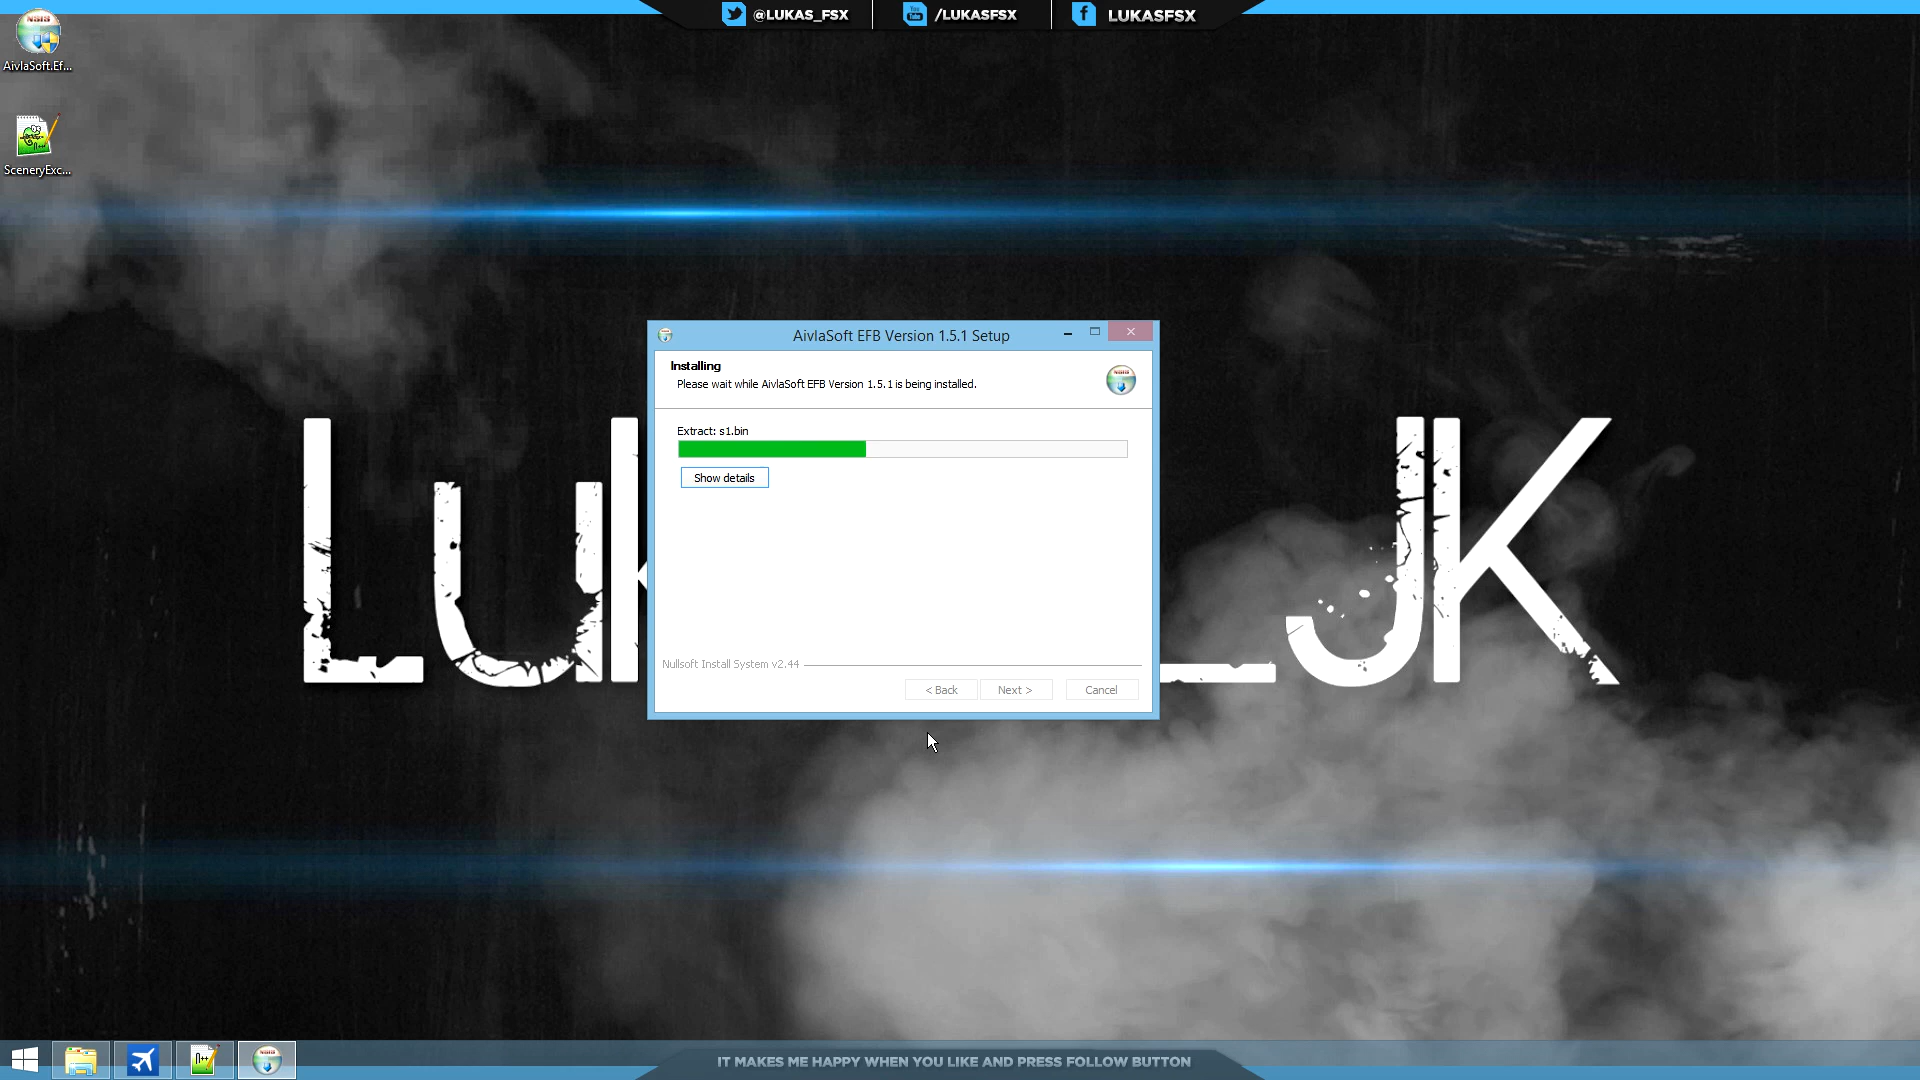 @LUKAS_FSX
/LUKASFSX
LUKASFSX
AivlaSoft.Ef...
SceneryExc...
AivlaSoft EFB Version 1.5.1 Setup
Installing
Please wait while AivlaSoft EFB Version 1.5.1 is being installed.
Extract: s1.bin
Show details
JK
Nullsoft Install System v2.44
< Back
Next >
Cancel
IT MAKES ME HAPPY WHEN YOU LIKE AND PRESS FOLLOW BUTTON